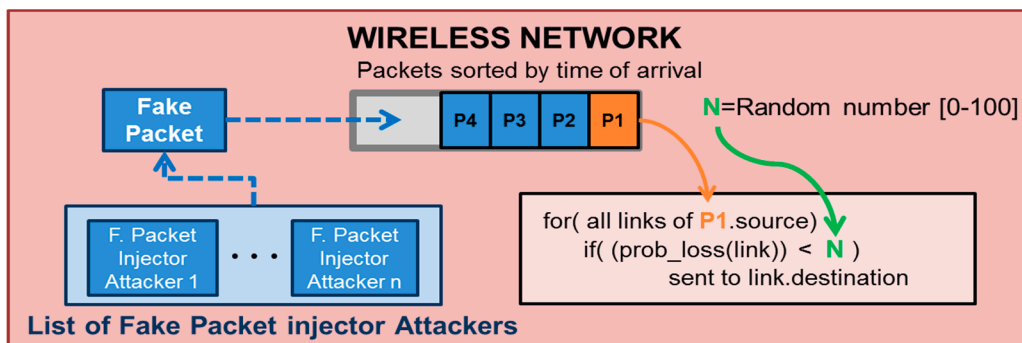 WIRELESS NETWORK
Packets sorted by time of arrival
Fake
Packet
P4 P3 P2 P1
N=Random number [0-100]
for( all links of P1.source)
if( (prob_loss(link)) < N )
sent to link.destination
F. Packet
Injector
Attacker 1
...
F. Packet
Injector
Attacker n
List of Fake Packet injector Attackers